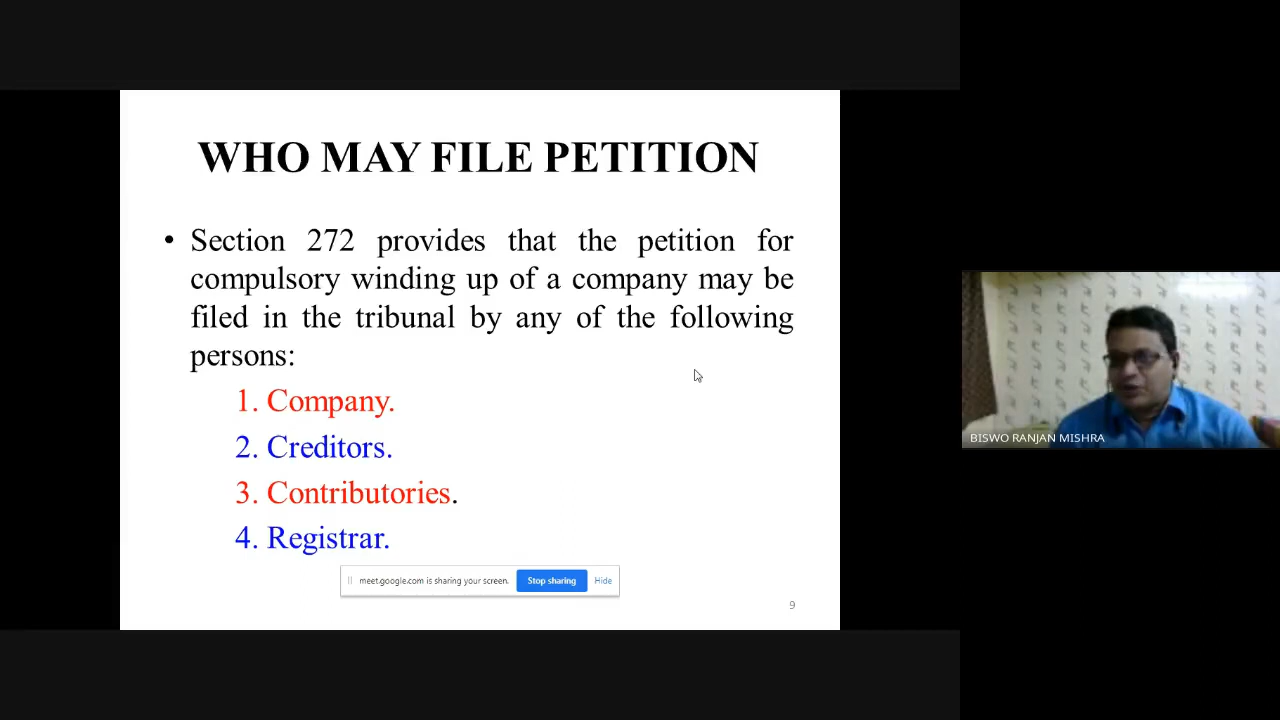 WHO MAY FILE PETITION
• Section 272 provides that the petition for
compulsory winding up of a company may be
filed in the tribunal by any of the following
persons:
1. Company.
2. Creditors.
3. Contributories.
4. Registrar.
meet.google.com is sharing your screen. Stop sharing Hide
9
BISWO RANJAN MISHRA